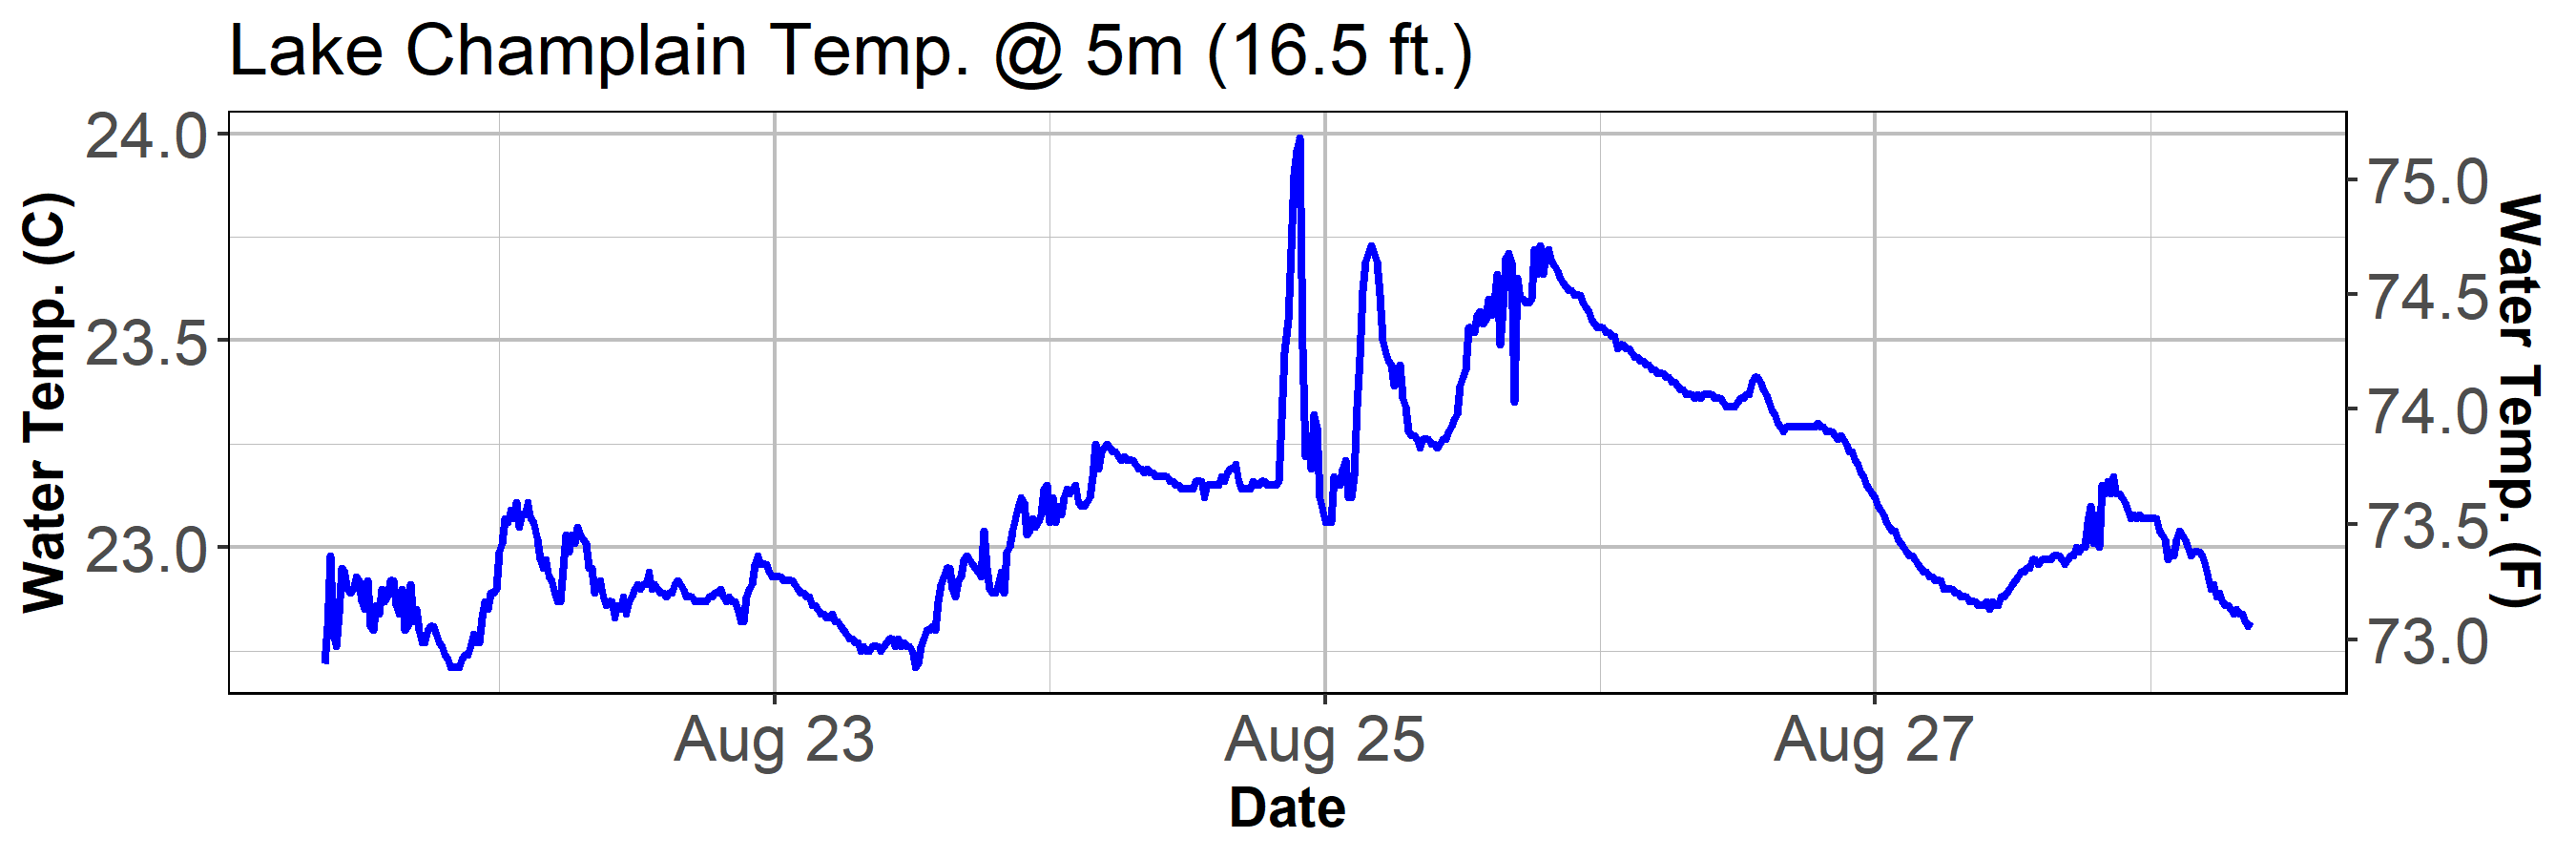 Lake Champlain Temp. @ 5m (16.5 ft.)
Water Temp. (C)
24.0
23.5
23.0
75.0
74.5
74.0
73.5
73.0
Water Temp. (F)
Aug 23
Aug 25
Aug 27
Date